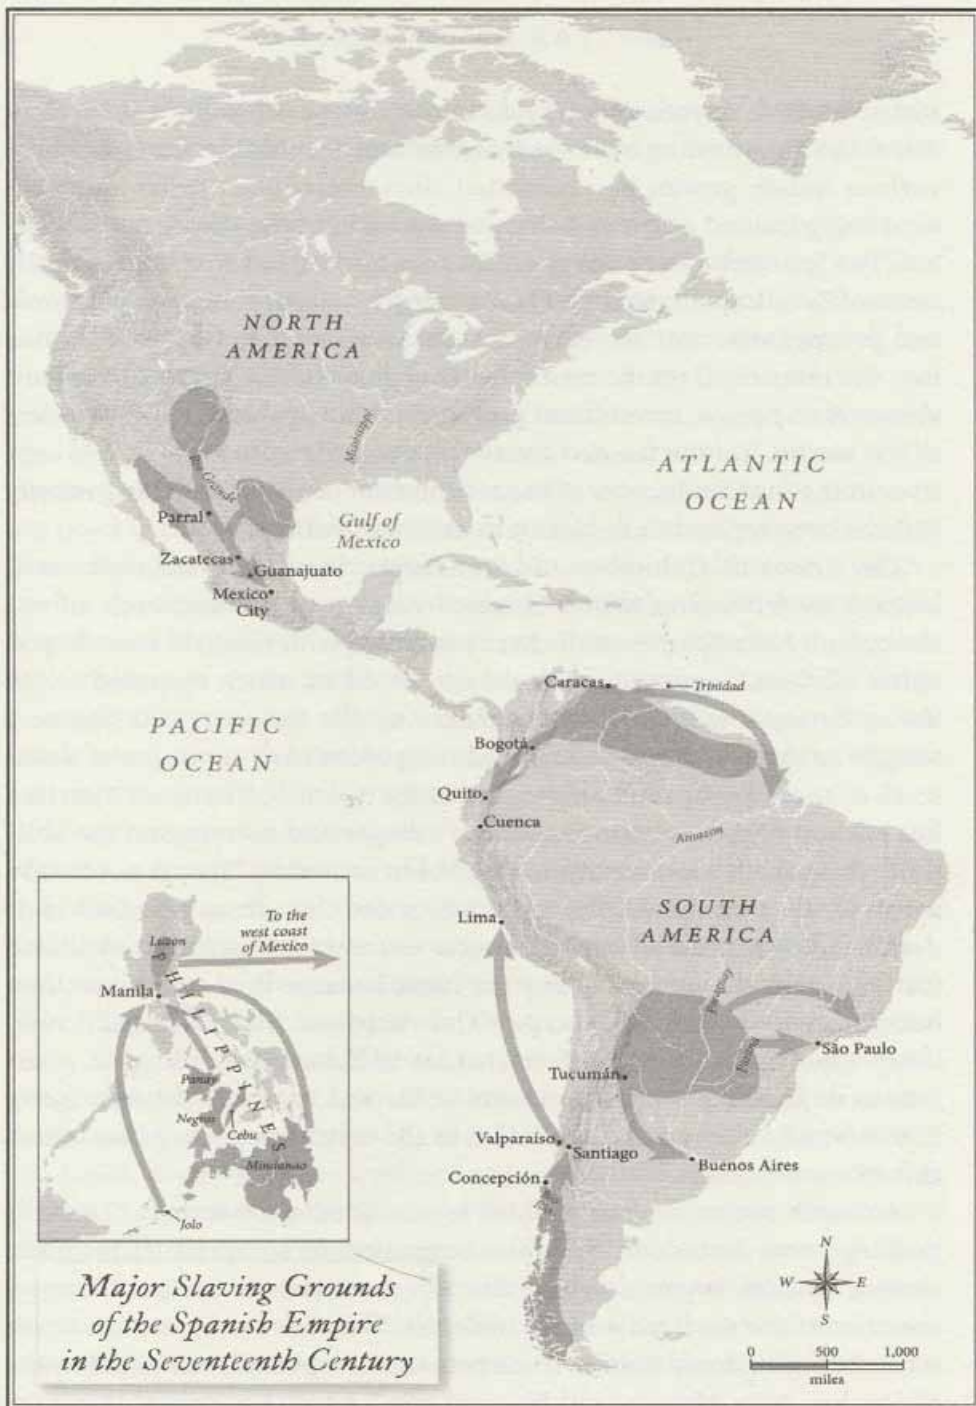 NORTH
AMERICA
Mississippi
ATLANTIC
OCEAN
Rio Grande
Parral
Gulf of
Mexico
Zacatecas
Guanajuato
Mexico
City
Caracas
Trinidad
PACIFIC
OCEAN
Bogotá
Quito
Cuenca
Amazon
Lima
SOUTH
AMERICA
Paraguay
Paraná
São Paulo
Tucumán
Valparaíso
Santiago
Buenos Aires
Concepción
To the
west coast
of Mexico
Luzon
PHILIPPINES
Manila
Panay
Negros
Cebu
Mindanao
Jolo
Major Slaving Grounds
of the Spanish Empire
in the Seventeenth Century
N
W E
S
0 500 1,000
miles